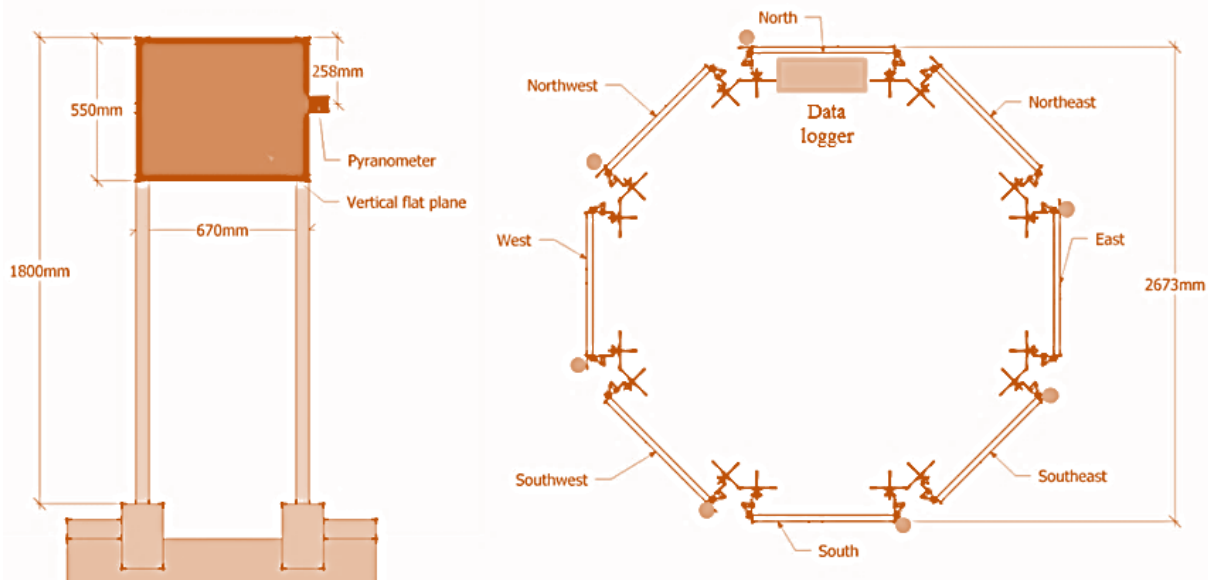 1800mm
550mm
258mm
Pyranometer
Vertical flat plane
670mm
North
Northwest
Northeast
Data
logger
West
East
2673mm
Southwest
Southeast
South